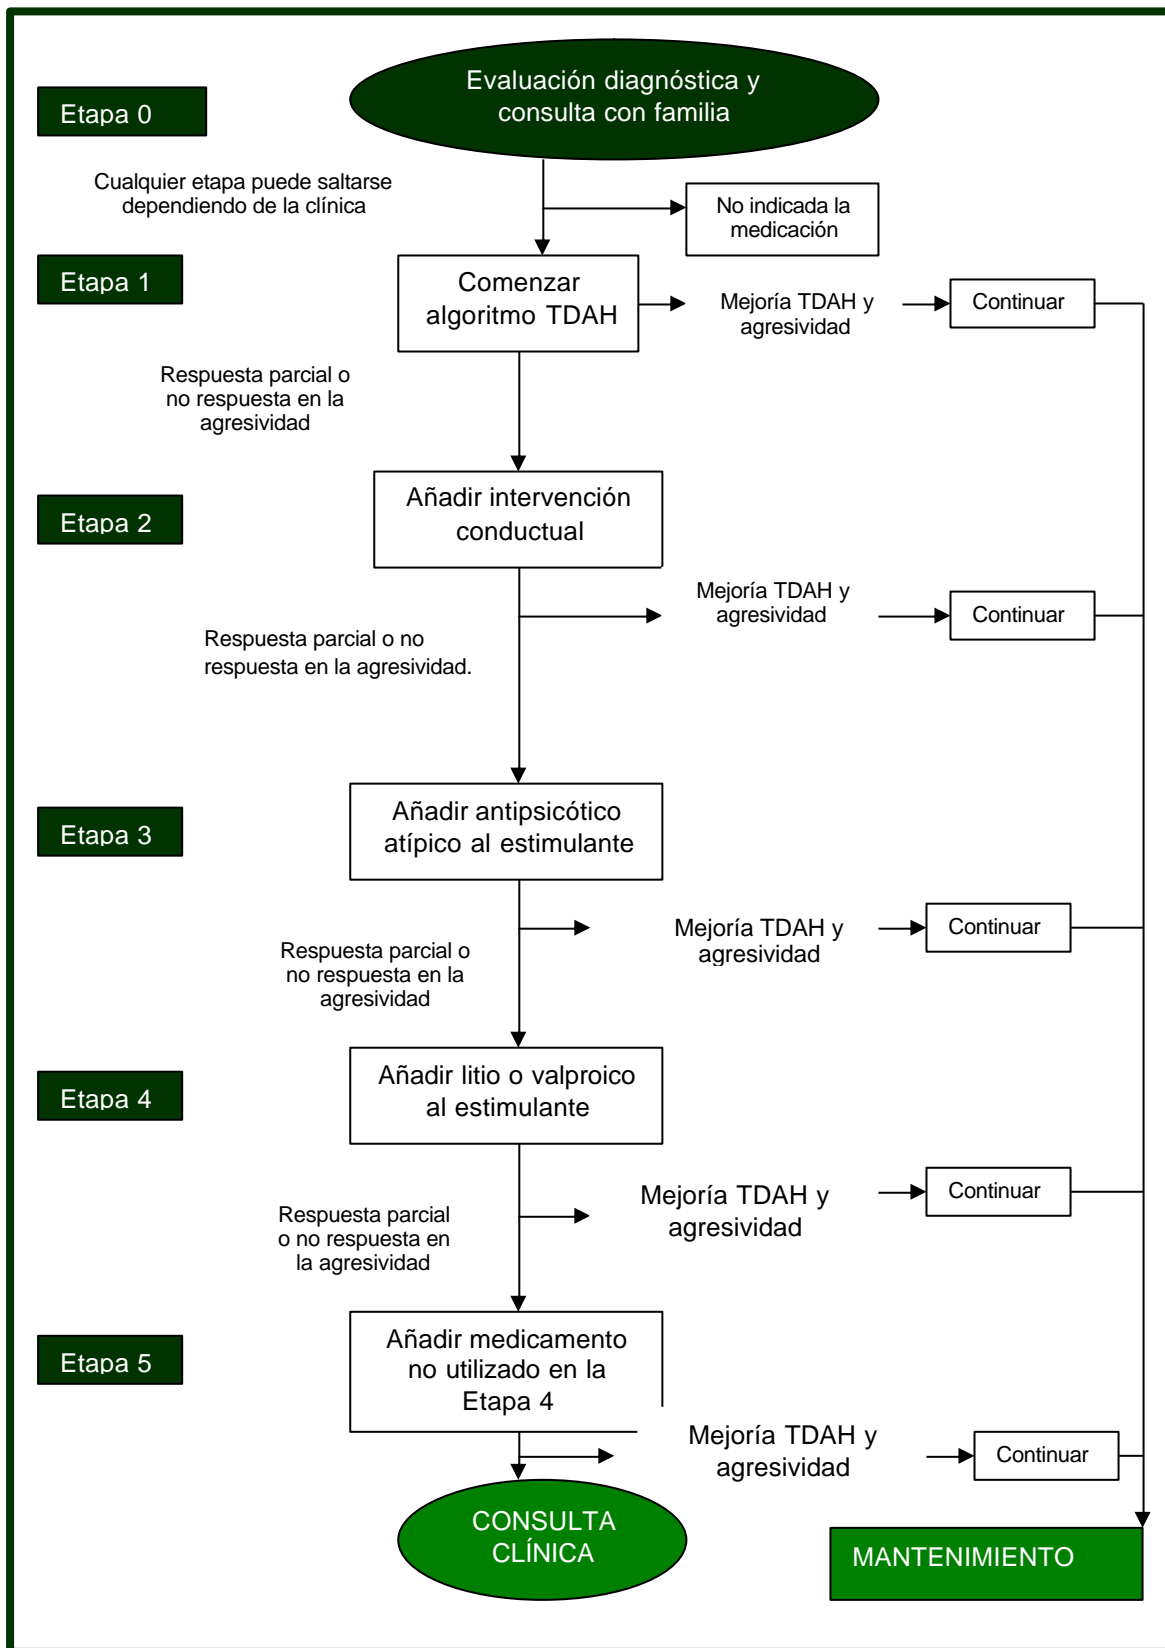 Evaluación diagnóstica y
consulta con familia
Etapa 0
Cualquier etapa puede saltarse
dependiendo de la clínica
No indicada la
medicación
Etapa 1
Comenzar
algoritmo TDAH
Mejoría TDAH y
agresividad
Continuar
Respuesta parcial o
no respuesta en la
agresividad
Etapa 2
Añadir intervención
conductual
Mejoría TDAH y
agresividad
Continuar
Respuesta parcial o no
respuesta en la agresividad.
Etapa 3
Añadir antipsicótico
atípico al estimulante
Mejoría TDAH y
agresividad
Continuar
Respuesta parcial o
no respuesta en la
agresividad
Etapa 4
Añadir litio o valproico
al estimulante
Mejoría TDAH y
agresividad
Continuar
Respuesta parcial
o no respuesta en
la agresividad
Etapa 5
Añadir medicamento
no utilizado en la
Etapa 4
Mejoría TDAH y
agresividad
Continuar
CONSULTA
CLÍNICA
MANTENIMIENTO